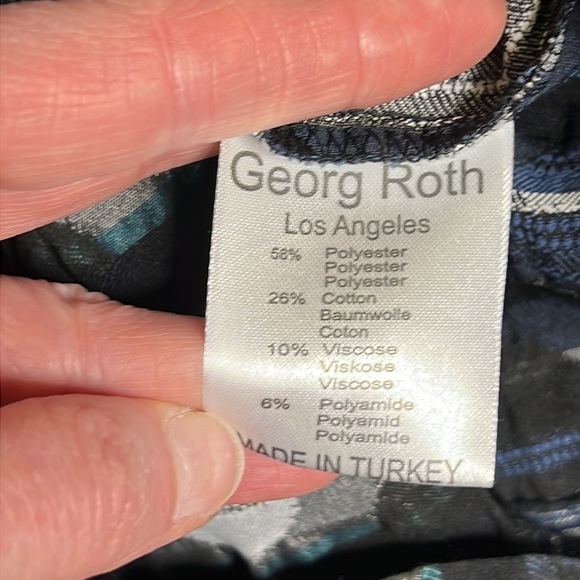 Georg Roth
Los Angeles
58% Polyester
Polyester
Polyester
26% Cotton
Baumwolle
Coton
10% Viscose
Viskose
Viscose
6% Polyamide
Polyamid
Polyamide
MADE IN TURKEY